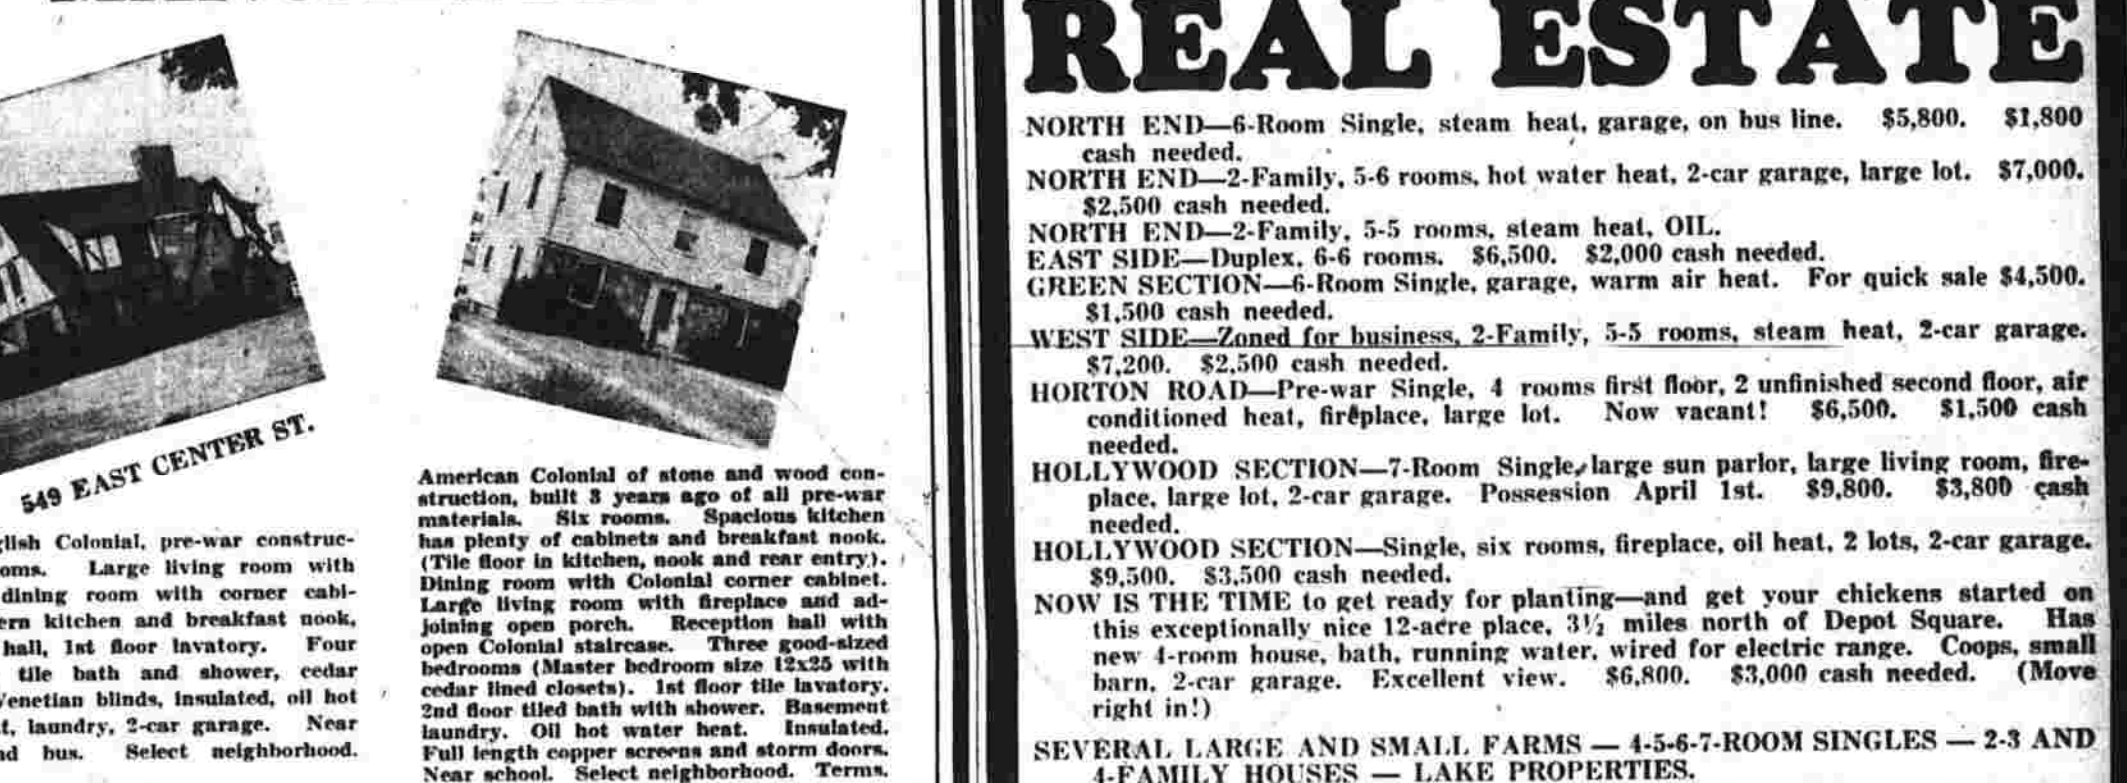 549 EAST CENTER ST.
lish Colonial, pre-war construc-
oms. Large living room with
dining room with corner cabi-
ern kitchen and breakfast nook,
hall, 1st floor lavatory. Four
tile bath and shower, cedar
Venetian blinds, insulated, oil hot
t, laundry, 2-car garage. Near
nd bus. Select neighborhood.
American Colonial of stone and wood con-
struction, built 8 years ago of all pre-war
materials. Six rooms. Spacious kitchen
has plenty of cabinets and breakfast nook.
(Tile floor in kitchen, nook and rear entry).
Dining room with Colonial corner cabinet.
Large living room with fireplace and ad-
joining open porch. Reception hall with
open Colonial staircase. Three good-sized
bedrooms (Master bedroom size 12x25 with
cedar lined closets). 1st floor tile lavatory.
2nd floor tiled bath with shower. Basement
laundry. Oil hot water heat. Insulated.
Full length copper screens and storm doors.
Near school. Select neighborhood. Terms.
REAL ESTATE
NORTH END—6-Room Single, steam heat, garage, on bus line. $5,800. $1,800
cash needed.
NORTH END—2-Family, 5-6 rooms, hot water heat, 2-car garage, large lot. $7,000.
$2,500 cash needed.
NORTH END—2-Family, 5-5 rooms, steam heat, OIL.
EAST SIDE—Duplex, 6-6 rooms. $6,500. $2,000 cash needed.
GREEN SECTION—6-Room Single, garage, warm air heat. For quick sale $4,500.
$1,500 cash needed.
WEST SIDE—Zoned for business, 2-Family, 5-5 rooms, steam heat, 2-car garage.
$7,200. $2,500 cash needed.
HORTON ROAD—Pre-war Single, 4 rooms first floor, 2 unfinished second floor, air
conditioned heat, fireplace, large lot. Now vacant! $6,500. $1,500 cash
needed.
HOLLYWOOD SECTION—7-Room Single, large sun parlor, large living room, fire-
place, large lot, 2-car garage. Possession April 1st. $9,800. $3,800 cash
needed.
HOLLYWOOD SECTION—Single, six rooms, fireplace, oil heat, 2 lots, 2-car garage.
$9,500. $3,500 cash needed.
NOW IS THE TIME to get ready for planting—and get your chickens started on
this exceptionally nice 12-acre place, 3½ miles north of Depot Square. Has
new 4-room house, bath, running water, wired for electric range. Coops, small
barn, 2-car garage. Excellent view. $6,800. $3,000 cash needed. (Move
right in!)
SEVERAL LARGE AND SMALL FARMS — 4-5-6-7-ROOM SINGLES — 2-3 AND
4-FAMILY HOUSES — LAKE PROPERTIES.